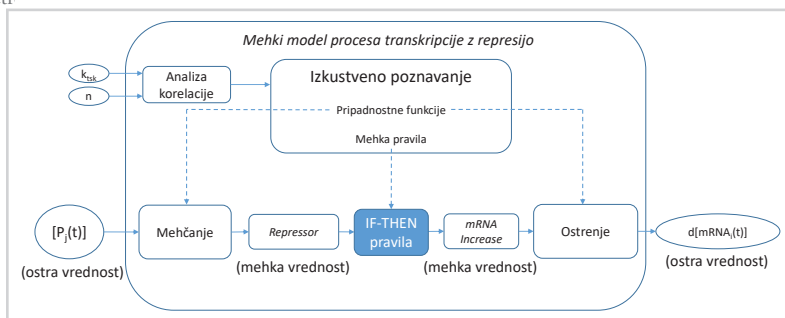 Mehki model procesa transkripcije z represijo
k_tsk
n
Analiza
korelacije
Izkustveno poznavanje
Pripadnostne funkcije
Mehka pravila
[P_j(t)]
(ostra vrednost)
Mehčanje
Repressor
(mehka vrednost)
IF-THEN
pravila
mRNA
Increase
(mehka vrednost)
Ostrenje
d[mRNA_i(t)]
(ostra vrednost)